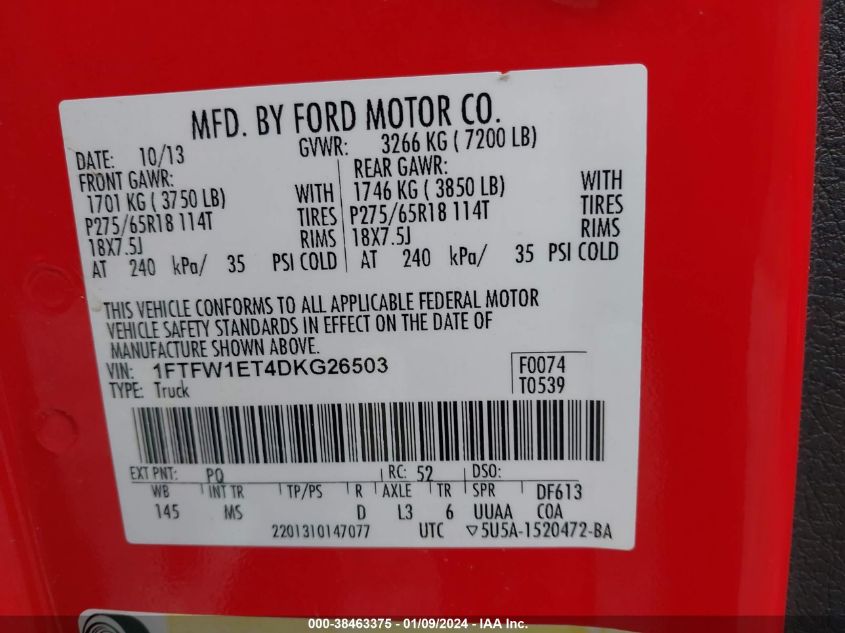 MFD. BY FORD MOTOR CO.
DATE: 10/13 GVWR: 3266 KG ( 7200 LB)
FRONT GAWR: REAR GAWR:
1701 KG ( 3750 LB) WITH 1746 KG ( 3850 LB) WITH
P275/65R18 114T TIRES P275/65R18 114T TIRES
18X7.5J RIMS 18X7.5J RIMS
AT 240 kPa/ 35 PSI COLD AT 240 kPa/ 35 PSI COLD
THIS VEHICLE CONFORMS TO ALL APPLICABLE FEDERAL MOTOR
VEHICLE SAFETY STANDARDS IN EFFECT ON THE DATE OF
MANUFACTURE SHOWN ABOVE.
VIN: 1FTFW1ET4DKG26503 F0074
TYPE: Truck T0539
EXT PNT: PQ RC: 52 DSO:
WB INT TR TP/PS R AXLE TR SPR DF613
145 MS D L3 6 UUAA COA
2201310147077 UTC ▽5U5A-1520472-BA
000-38463375 - 01/09/2024 - IAA Inc.